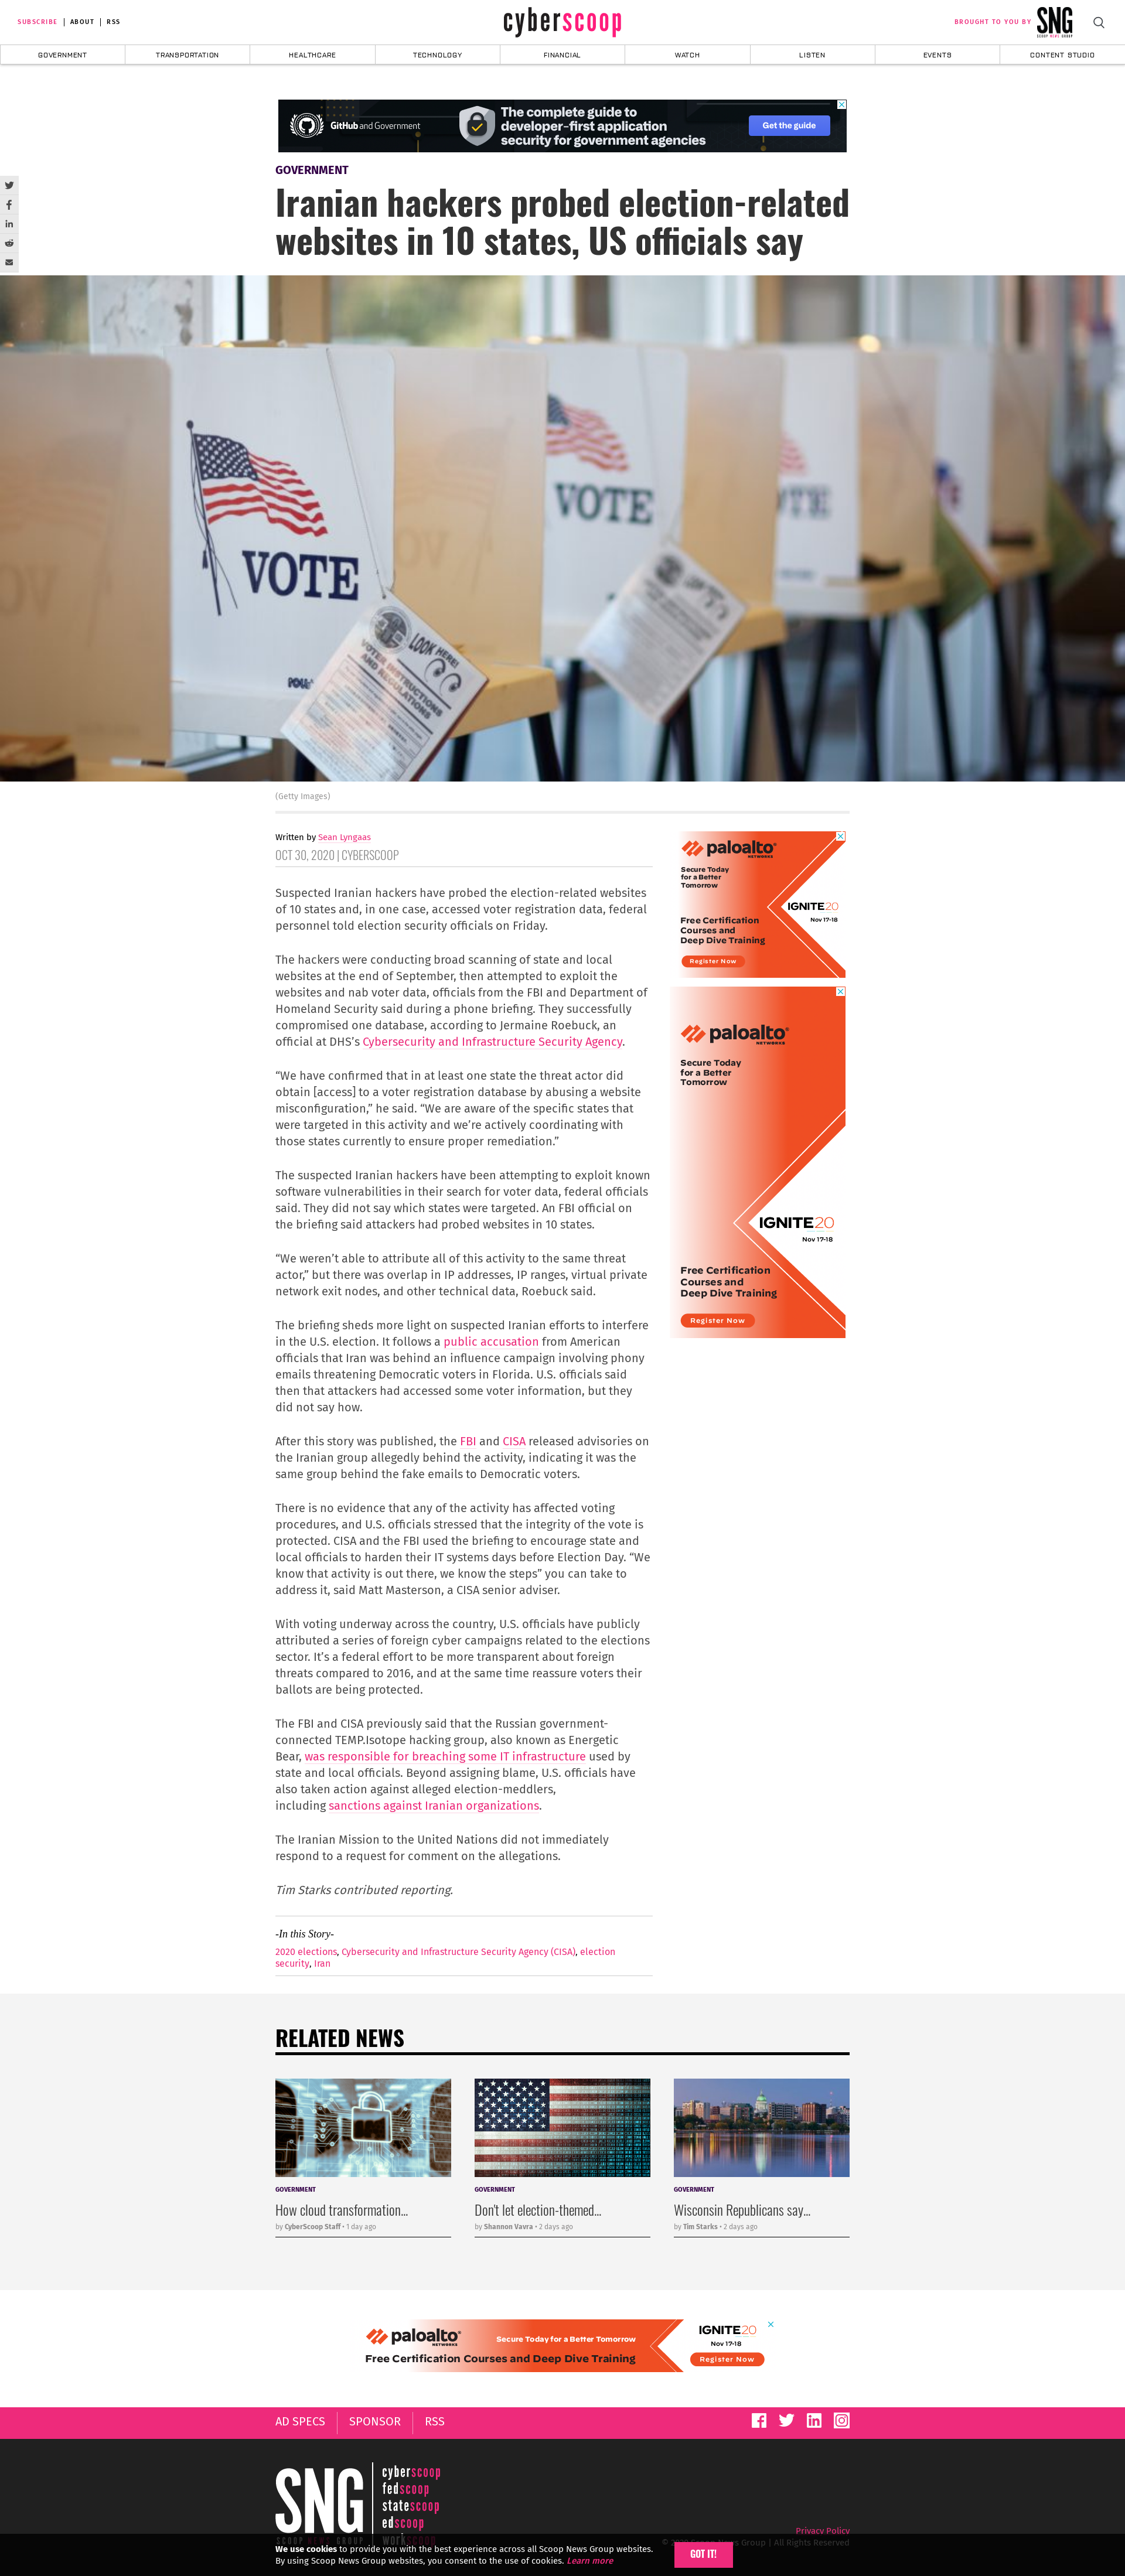 SUBSCRIBE | ABOUT | RSS
cyberscoop
BROUGHT TO YOU BY SNG
SCOOP NEWS GROUP
GOVERNMENT
TRANSPORTATION
HEALTHCARE
TECHNOLOGY
FINANCIAL
WATCH
LISTEN
EVENTS
CONTENT STUDIO
GitHub and Government
The complete guide to
developer-first application
security for government agencies
Get the guide
GOVERNMENT
Iranian hackers probed election-related
websites in 10 states, US officials say
VOTE
VOTE
VOTE
LOOK HERE!
VOTER INSTRUCTIONS
AND REGULATIONS
(Getty Images)
Written by Sean Lyngaas
OCT 30, 2020 | CYBERSCOOP
Suspected Iranian hackers have probed the election-related websites
of 10 states and, in one case, accessed voter registration data, federal
personnel told election security officials on Friday.
The hackers were conducting broad scanning of state and local
websites at the end of September, then attempted to exploit the
websites and nab voter data, officials from the FBI and Department of
Homeland Security said during a phone briefing. They successfully
compromised one database, according to Jermaine Roebuck, an
official at DHS’s Cybersecurity and Infrastructure Security Agency.
“We have confirmed that in at least one state the threat actor did
obtain [access] to a voter registration database by abusing a website
misconfiguration,” he said. “We are aware of the specific states that
were targeted in this activity and we’re actively coordinating with
those states currently to ensure proper remediation.”
The suspected Iranian hackers have been attempting to exploit known
software vulnerabilities in their search for voter data, federal officials
said. They did not say which states were targeted. An FBI official on
the briefing said attackers had probed websites in 10 states.
“We weren’t able to attribute all of this activity to the same threat
actor,” but there was overlap in IP addresses, IP ranges, virtual private
network exit nodes, and other technical data, Roebuck said.
The briefing sheds more light on suspected Iranian efforts to interfere
in the U.S. election. It follows a public accusation from American
officials that Iran was behind an influence campaign involving phony
emails threatening Democratic voters in Florida. U.S. officials said
then that attackers had accessed some voter information, but they
did not say how.
After this story was published, the FBI and CISA released advisories on
the Iranian group allegedly behind the activity, indicating it was the
same group behind the fake emails to Democratic voters.
There is no evidence that any of the activity has affected voting
procedures, and U.S. officials stressed that the integrity of the vote is
protected. CISA and the FBI used the briefing to encourage state and
local officials to harden their IT systems days before Election Day. “We
know that activity is out there, we know the steps” you can take to
address it, said Matt Masterson, a CISA senior adviser.
With voting underway across the country, U.S. officials have publicly
attributed a series of foreign cyber campaigns related to the elections
sector. It’s a federal effort to be more transparent about foreign
threats compared to 2016, and at the same time reassure voters their
ballots are being protected.
The FBI and CISA previously said that the Russian government-
connected TEMP.Isotope hacking group, also known as Energetic
Bear, was responsible for breaching some IT infrastructure used by
state and local officials. Beyond assigning blame, U.S. officials have
also taken action against alleged election-meddlers,
including sanctions against Iranian organizations.
The Iranian Mission to the United Nations did not immediately
respond to a request for comment on the allegations.
Tim Starks contributed reporting.
-In this Story-
2020 elections, Cybersecurity and Infrastructure Security Agency (CISA), election
security, Iran
paloalto
NETWORKS
Secure Today
for a Better
Tomorrow
IGNITE20
Nov 17-18
Free Certification
Courses and
Deep Dive Training
Register Now
paloalto
NETWORKS
Secure Today
for a Better
Tomorrow
IGNITE20
Nov 17-18
Free Certification
Courses and
Deep Dive Training
Register Now
RELATED NEWS
GOVERNMENT
How cloud transformation...
by CyberScoop Staff • 1 day ago
GOVERNMENT
Don't let election-themed...
by Shannon Vavra • 2 days ago
GOVERNMENT
Wisconsin Republicans say...
by Tim Starks • 2 days ago
paloalto
NETWORKS
Secure Today for a Better Tomorrow
Free Certification Courses and Deep Dive Training
IGNITE20
Nov 17-18
Register Now
AD SPECS | SPONSOR | RSS
SNG
SCOOP NEWS GROUP
cyberscoop
fedscoop
statescoop
edscoop
workscoop
Privacy Policy
News Group | All Rights Reserved
We use cookies to provide you with the best experience across all Scoop News Group websites.
By using Scoop News Group websites, you consent to the use of cookies. Learn more
GOT IT!